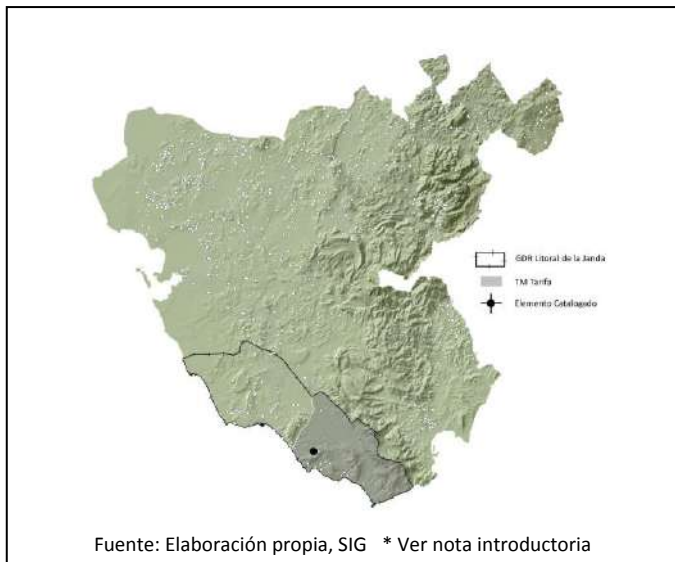 GDR Litoral de la Janda
TM Tarifa
Elemento Catalogado
Fuente: Elaboración propia, SIG * Ver nota introductoria